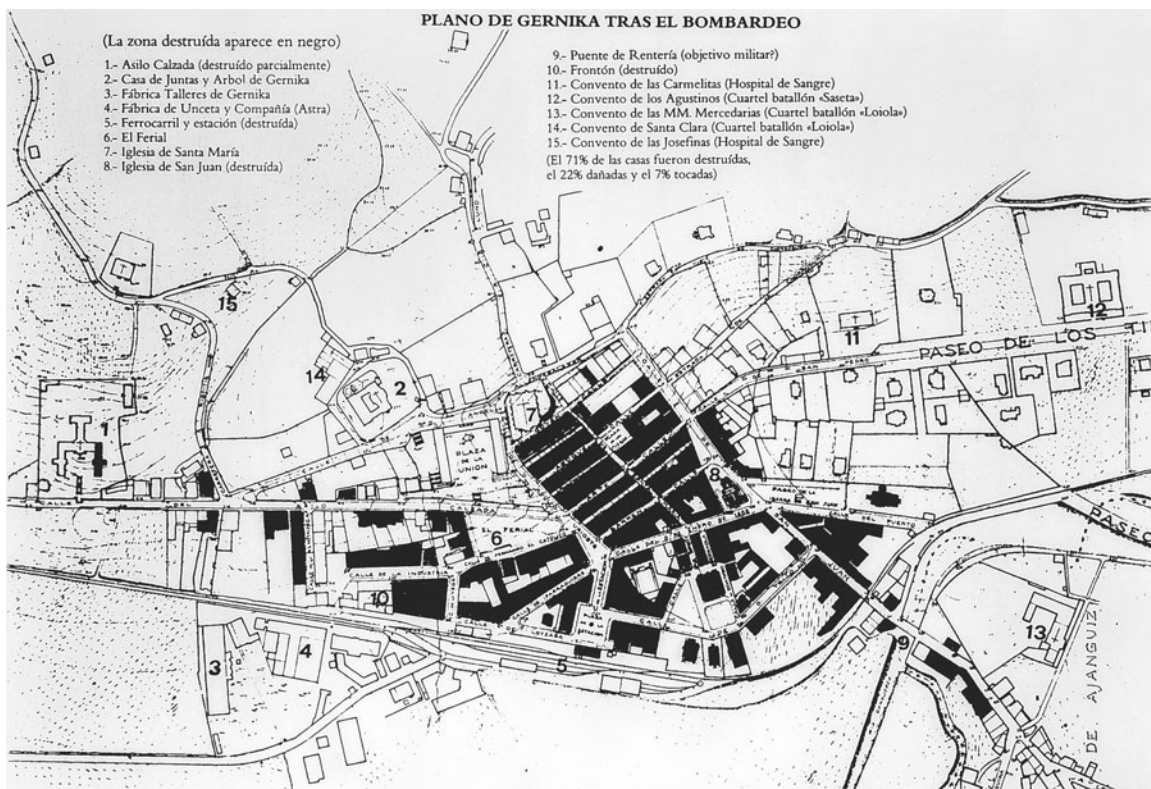 PLANO DE GERNIKA TRAS EL BOMBARDEO
(La zona destruída aparece en negro)
1.- Asilo Calzada (destruído parcialmente)
2.- Casa de Juntas y Arbol de Gernika
3.- Fábrica Talleres de Gernika
4.- Fábrica de Unceta y Compañía (Astra)
5.- Ferrocarril y estación (destruída)
6.- El Ferial
7.- Iglesia de Santa María
8.- Iglesia de San Juan (destruída)
9.- Puente de Rentería (objetivo militar?)
10.- Frontón (destruído)
11.- Convento de las Carmelitas (Hospital de Sangre)
12.- Convento de los Agustinos (Cuartel batallón «Saseta»)
13.- Convento de las MM. Mercedarias (Cuartel batallón «Loiola»)
14.- Convento de Santa Clara (Cuartel batallón «Loiola»)
15.- Convento de las Josefinas (Hospital de Sangre)
(El 71% de las casas fueron destruídas,
el 22% dañadas y el 7% tocadas)
15
12
11
PASEO DE LOS TI
14
2
7
1
PLAZA
DE LA
UNION
8
CALLE DEL
EL FERIAL
6
PASEO
DEL PUERTO
PASEO
CALLE DE LA INDUSTRIA
10
JUAN
3
4
5
9
13
DE AJANGUIZ